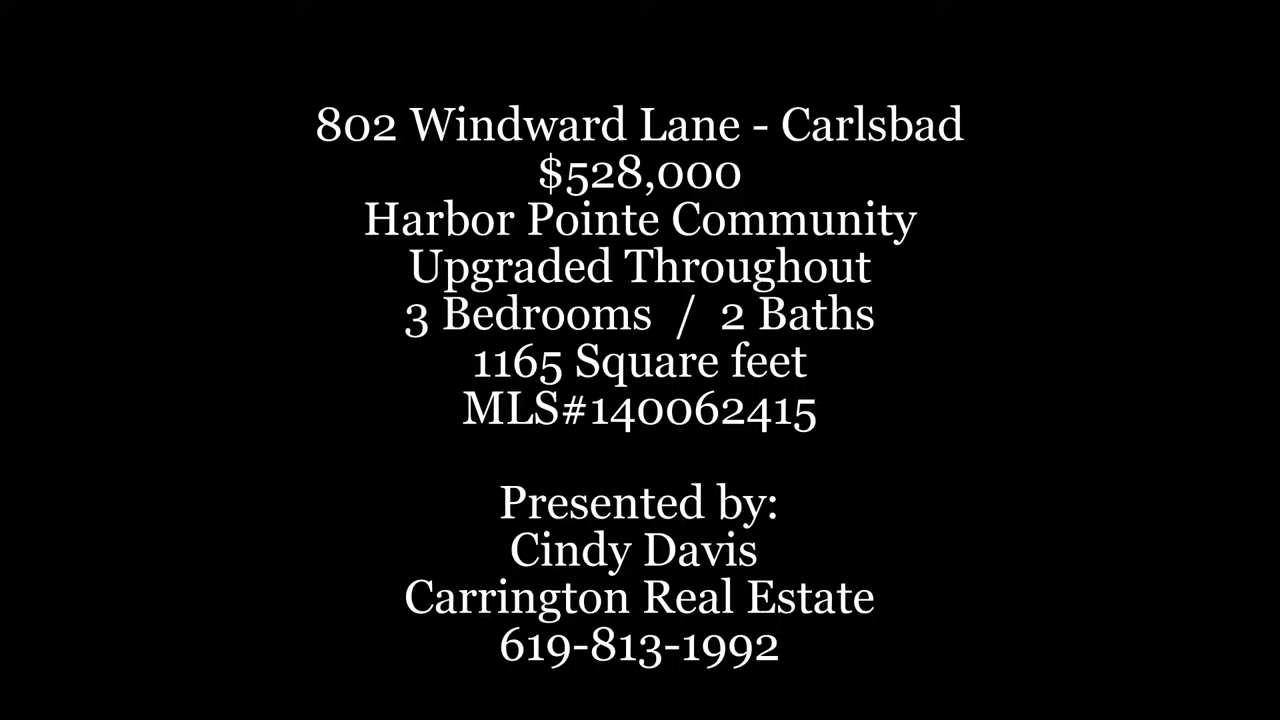 802 Windward Lane - Carlsbad
$528,000
Harbor Pointe Community
Upgraded Throughout
3 Bedrooms / 2 Baths
1165 Square feet
MLS#140062415
Presented by:
Cindy Davis
Carrington Real Estate
619-813-1992